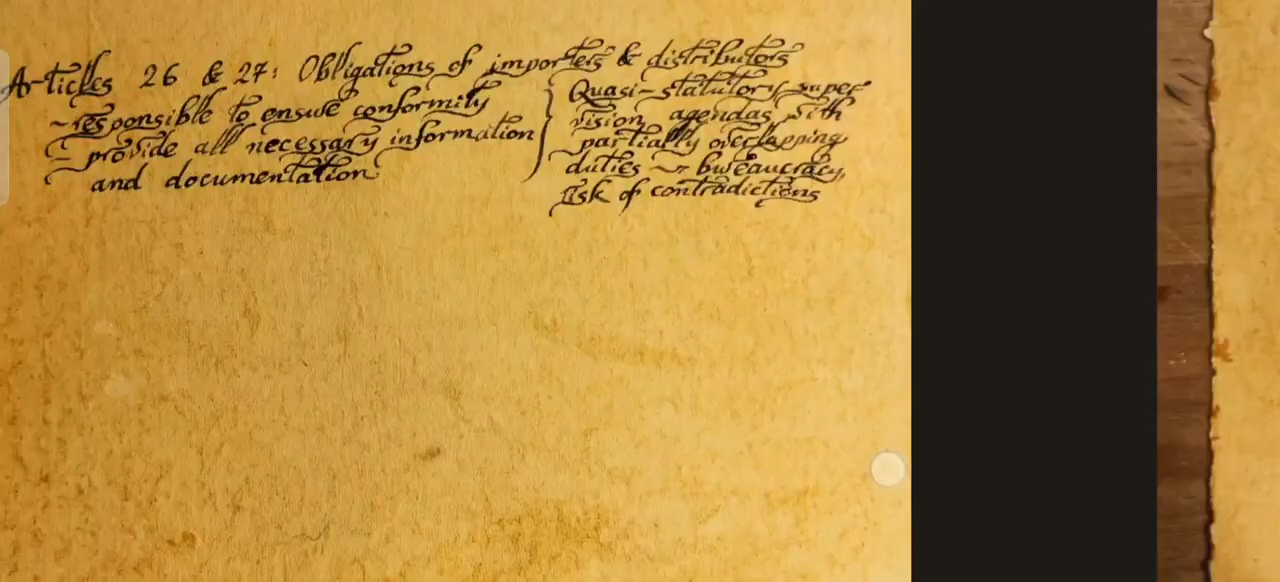 Articles 26 & 27: Obligations of importers & distributors
- responsible to ensure conformity
- provide all necessary information
and documentation
Quasi-statutory super
vision agendas with
partially overlapping
duties → bureaucracy,
risk of contradictions